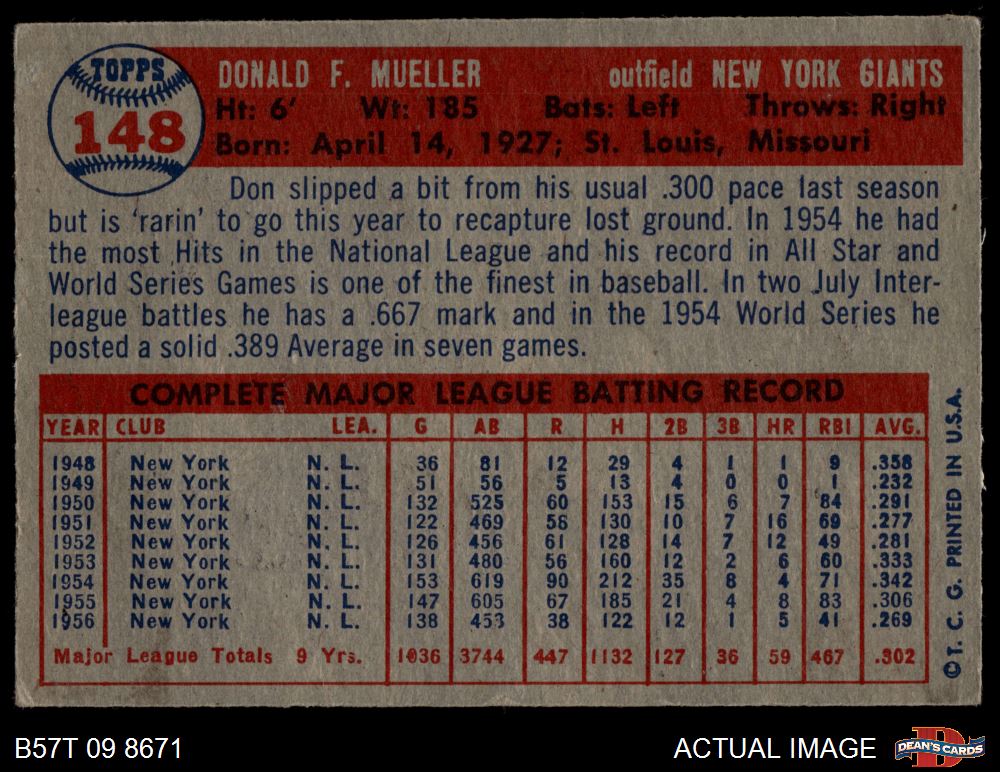 TOPPS
148
DONALD F. MUELLER outfield NEW YORK GIANTS
Ht: 6' Wt: 185 Bats: Left Throws: Right
Born: April 14, 1927; St. Louis, Missouri
Don slipped a bit from his usual .300 pace last season
but is 'rarin' to go this year to recapture lost ground. In 1954 he had
the most Hits in the National League and his record in All Star and
World Series Games is one of the finest in baseball. In two July Inter-
league battles he has a .667 mark and in the 1954 World Series he
posted a solid .389 Average in seven games.
COMPLETE MAJOR LEAGUE BATTING RECORD
YEAR CLUB LEA. G AB R H 2B 3B HR RBI AVG.
1948 New York N. L. 36 81 12 29 4 1 1 9 .358
1949 New York N. L. 51 56 5 13 4 0 0 1 .232
1950 New York N. L. 132 525 60 153 15 6 7 84 .291
1951 New York N. L. 122 469 58 130 10 7 16 69 .277
1952 New York N. L. 126 456 61 128 14 7 12 49 .281
1953 New York N. L. 131 480 56 160 12 2 6 60 .333
1954 New York N. L. 153 619 90 212 35 8 4 71 .342
1955 New York N. L. 147 605 67 185 21 4 8 83 .306
1956 New York N. L. 138 453 38 122 12 1 5 41 .269
Major League Totals 9 Yrs. 1036 3744 447 1132 127 36 59 467 .302
©T. C. G. PRINTED IN U.S.A.
B57T 09 8671 ACTUAL IMAGE
DEAN'S CARDS